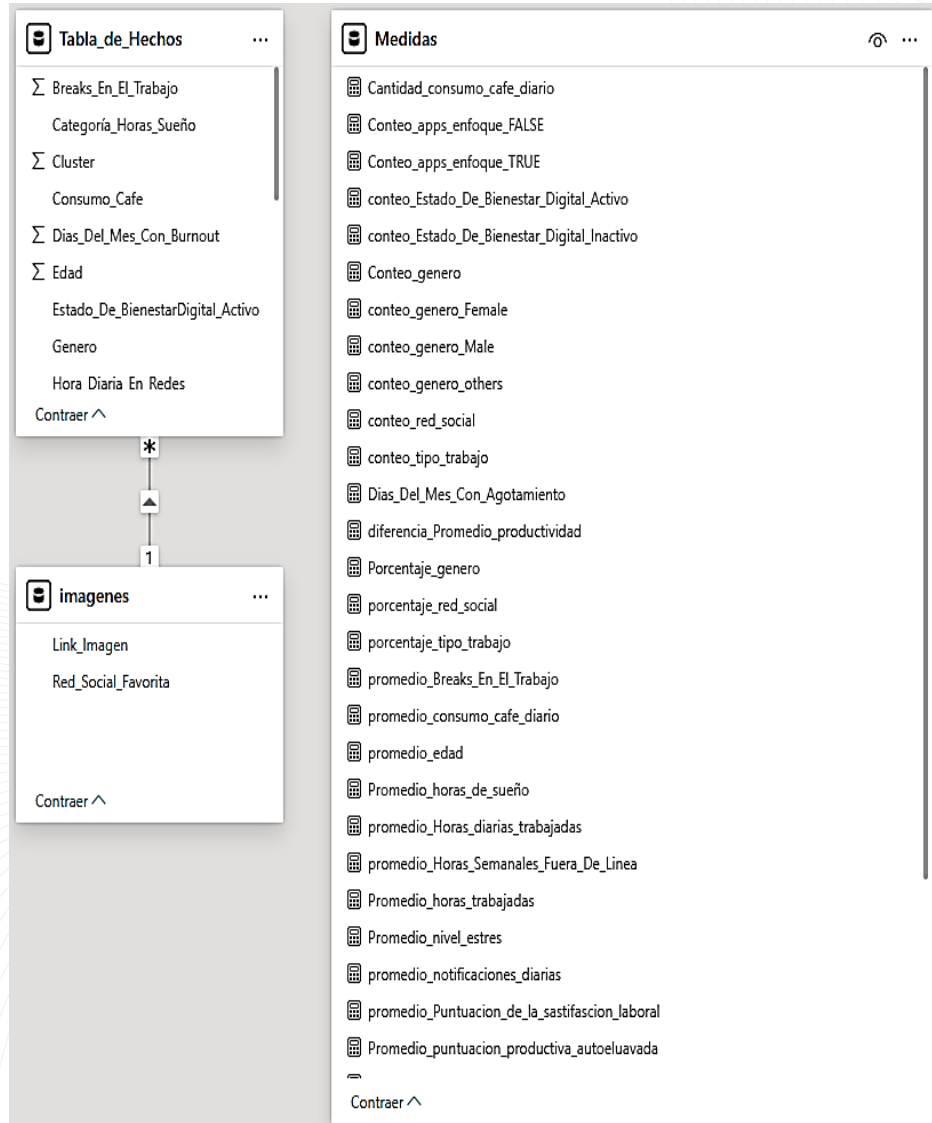 Tabla_de_Hechos
Breaks_En_El_Trabajo
Categoría_Horas_Sueño
Cluster
Consumo_Cafe
Dias_Del_Mes_Con_Burnout
Edad
Estado_De_BienestarDigital_Activo
Genero
Hora Diaria En Redes
Contraer
*
1
imagenes
Link_Imagen
Red_Social_Favorita
Contraer
Medidas
Cantidad_consumo_cafe_diario
Conteo_apps_enfoque_FALSE
Conteo_apps_enfoque_TRUE
conteo_Estado_De_Bienestar_Digital_Activo
conteo_Estado_De_Bienestar_Digital_Inactivo
Conteo_genero
conteo_genero_Female
conteo_genero_Male
conteo_genero_others
conteo_red_social
conteo_tipo_trabajo
Dias_Del_Mes_Con_Agotamiento
diferencia_Promedio_productividad
Porcentaje_genero
porcentaje_red_social
porcentaje_tipo_trabajo
promedio_Breaks_En_El_Trabajo
promedio_consumo_cafe_diario
promedio_edad
Promedio_horas_de_sueño
promedio_Horas_diarias_trabajadas
promedio_Horas_Semanales_Fuera_De_Linea
Promedio_horas_trabajadas
Promedio_nivel_estres
promedio_notificaciones_diarias
promedio_Puntuacion_de_la_sastifascion_laboral
Promedio_puntuacion_productiva_autoeluavada
Contraer